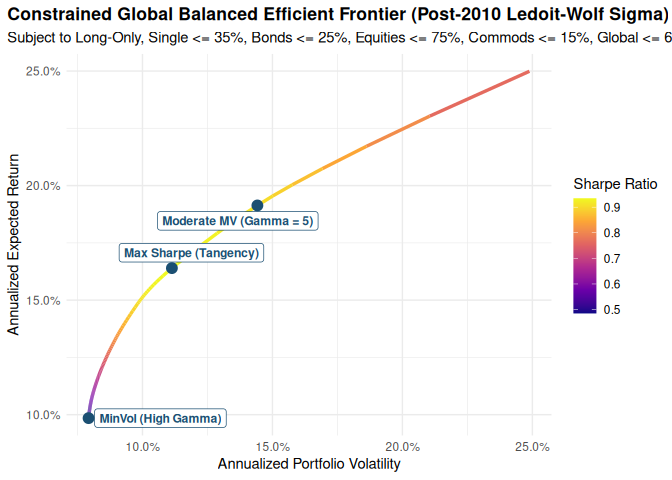 Constrained Global Balanced Efficient Frontier (Post-2010 Ledoit-Wolf Sigma)
Subject to Long-Only, Single <= 35%, Bonds <= 25%, Equities <= 75%, Commods <= 15%, Global <= 6
25.0%
20.0%
15.0%
10.0%
Annualized Expected Return
Moderate MV (Gamma = 5)
Max Sharpe (Tangency)
MinVol (High Gamma)
10.0%
15.0%
20.0%
25.0%
Annualized Portfolio Volatility
Sharpe Ratio
0.9
0.8
0.7
0.6
0.5